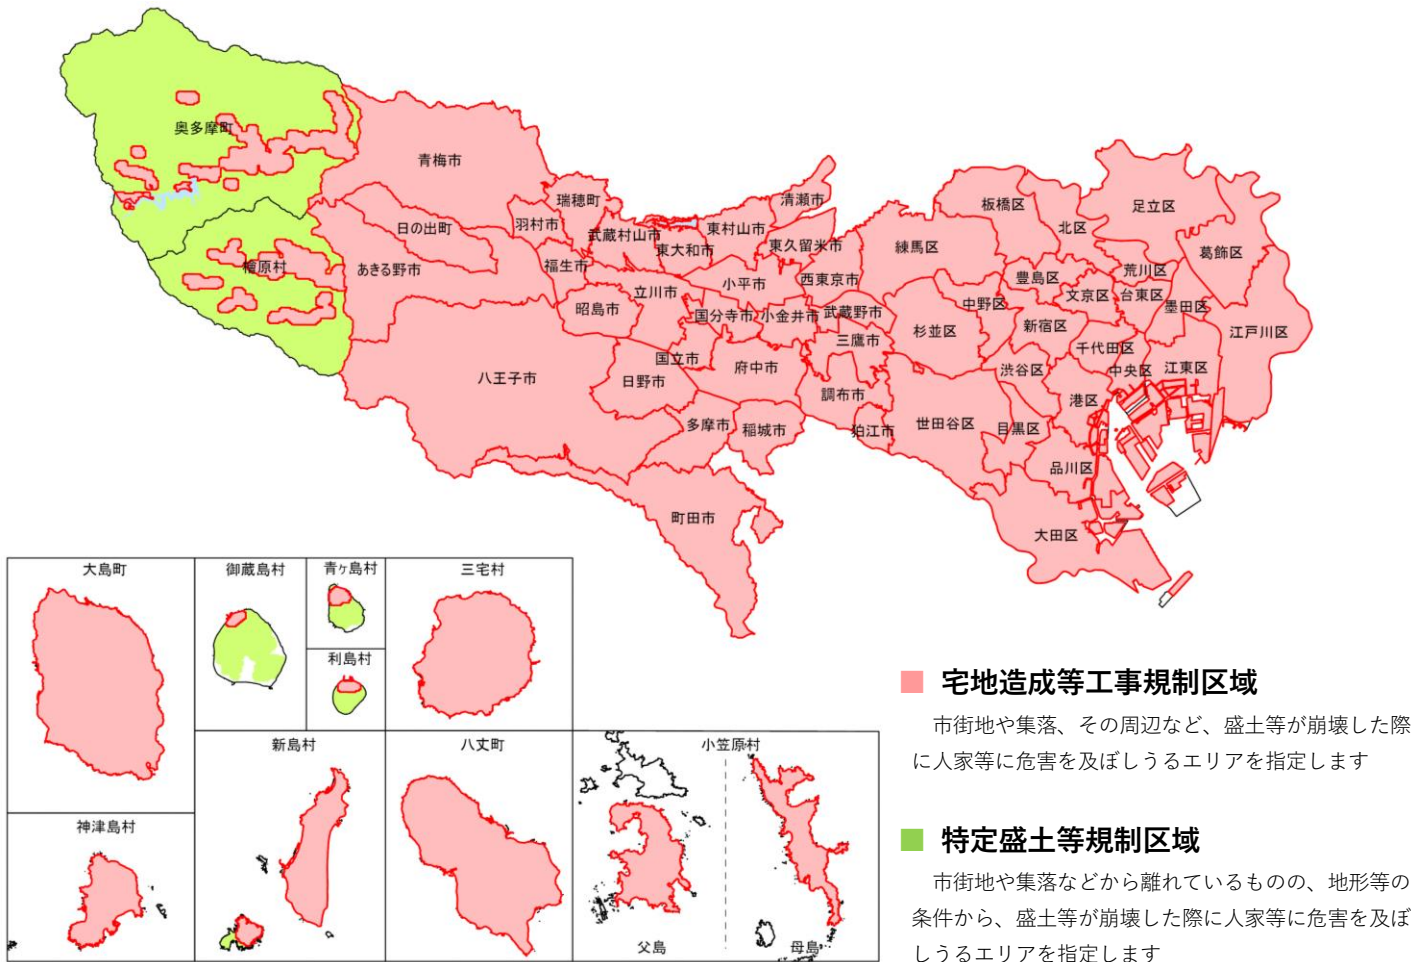 奥多摩町
檜原村
青梅市
日の出町
あきる野市
八王子市
羽村市
瑞穂町
福生市
昭島市
武蔵村山市
東大和市
立川市
東村山市
清瀬市
東久留米市
小平市
西東京市
国分寺市
小金井市
武蔵野市
三鷹市
国立市
府中市
日野市
調布市
多摩市
稲城市
狛江市
町田市
練馬区
板橋区
北区
足立区
葛飾区
荒川区
豊島区
文京区
台東区
墨田区
江戸川区
中野区
杉並区
新宿区
千代田区
中央区
江東区
渋谷区
港区
世田谷区
目黒区
品川区
大田区
大島町
御蔵島村
青ヶ島村
三宅村
利島村
新島村
八丈町
小笠原村
神津島村
父島
母島
宅地造成等工事規制区域
市街地や集落、その周辺など、盛土等が崩壊した際
に人家等に危害を及ぼしうるエリアを指定します
特定盛土等規制区域
市街地や集落などから離れているものの、地形等の
条件から、盛土等が崩壊した際に人家等に危害を及ぼ
しうるエリアを指定します